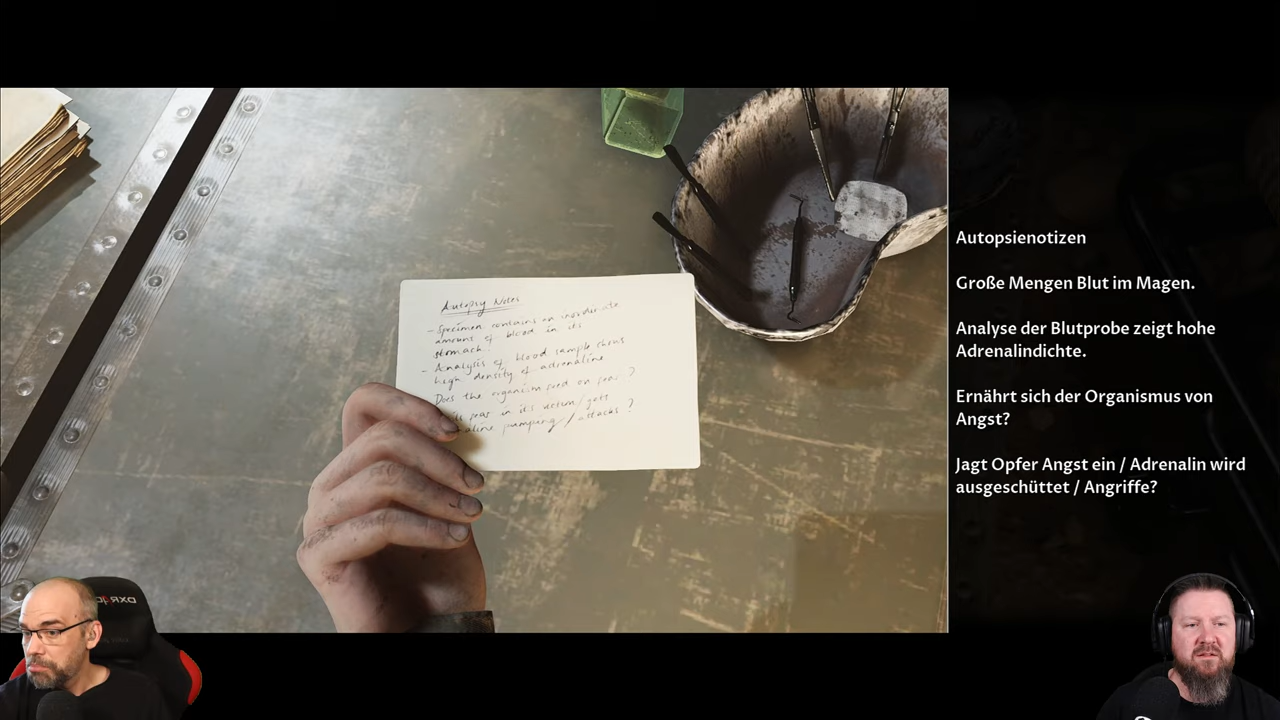 Autopsy Notes
- Specimen contains an inordinate
amount of blood in its
stomach.
- Analysis of blood sample shows
high density of adrenaline
Does the organism feed on fear?
fear in its victim/gets
pumping/attacks?
Autopsienotizen
Große Mengen Blut im Magen.
Analyse der Blutprobe zeigt hohe
Adrenalindichte.
Ernährt sich der Organismus von
Angst?
Jagt Opfer Angst ein / Adrenalin wird
ausgeschüttet / Angriffe?